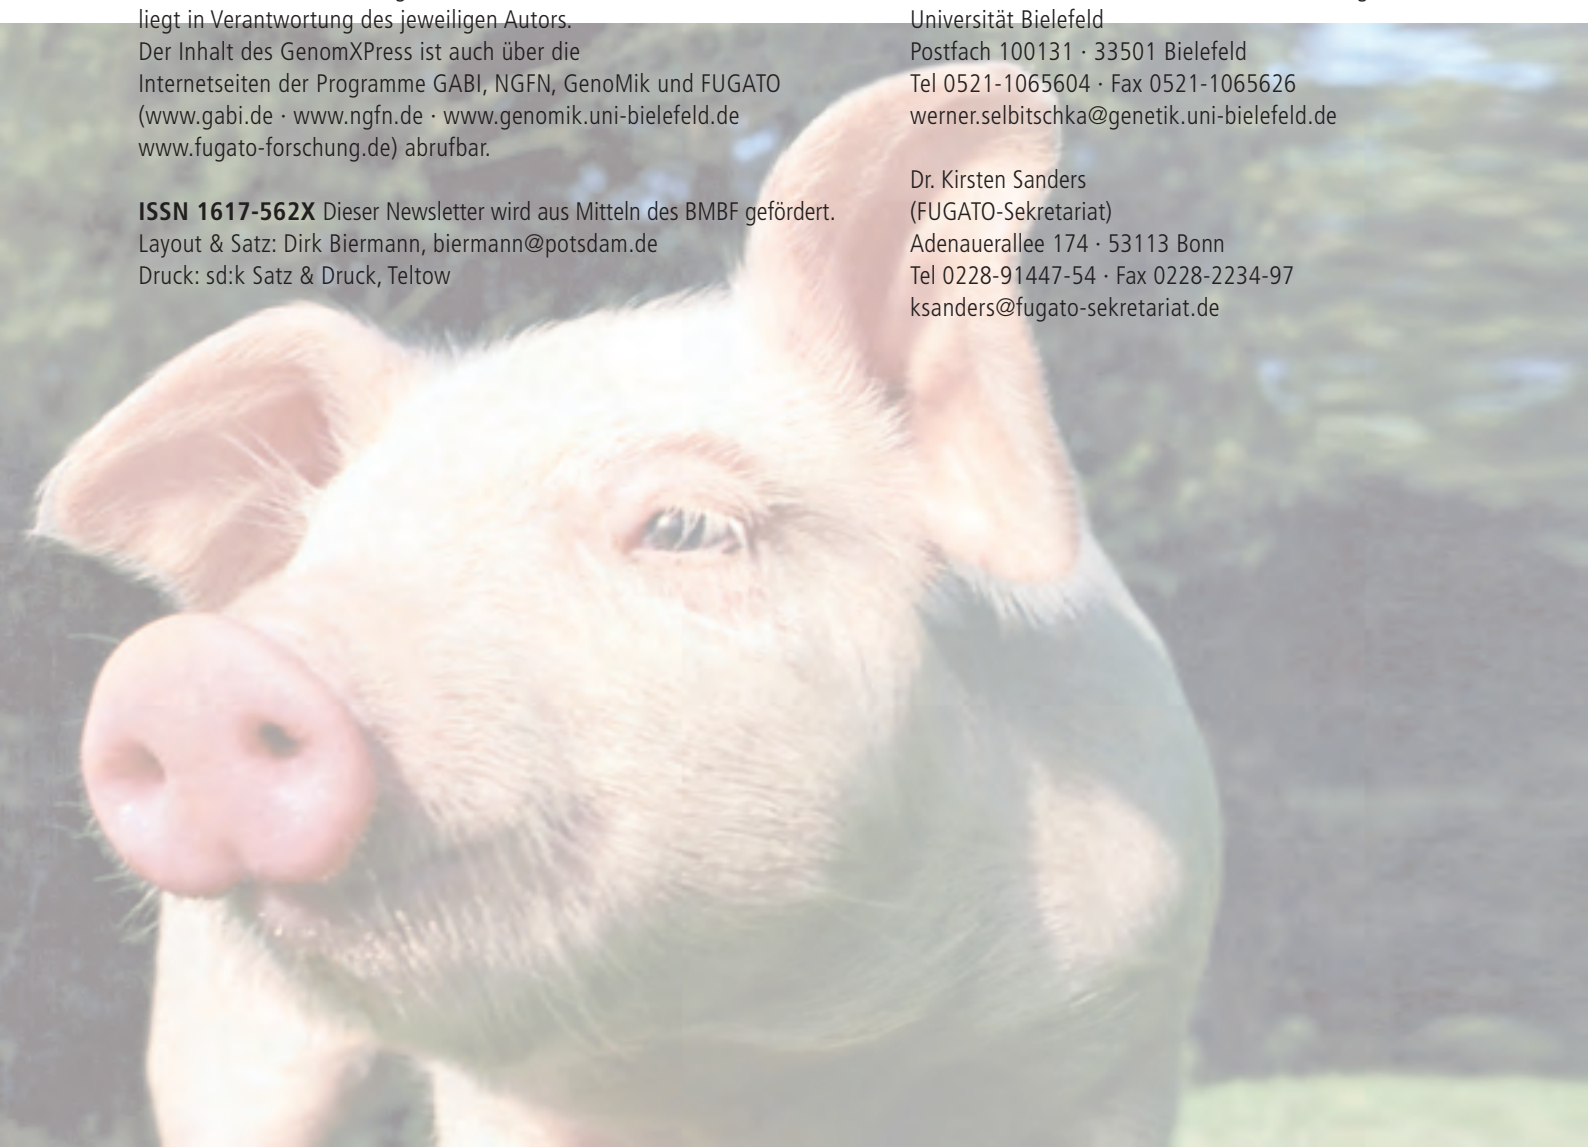 liegt in Verantwortung des jeweiligen Autors.
Der Inhalt des GenomXPress ist auch über die
Internetseiten der Programme GABI, NGFN, GenoMik und FUGATO
(www.gabi.de · www.ngfn.de · www.genomik.uni-bielefeld.de
www.fugato-forschung.de) abrufbar.
ISSN 1617-562X Dieser Newsletter wird aus Mitteln des BMBF gefördert.
Layout & Satz: Dirk Biermann, biermann@potsdam.de
Druck: sd:k Satz & Druck, Teltow
Universität Bielefeld
Postfach 100131 · 33501 Bielefeld
Tel 0521-1065604 · Fax 0521-1065626
werner.selbitschka@genetik.uni-bielefeld.de
Dr. Kirsten Sanders
(FUGATO-Sekretariat)
Adenauerallee 174 · 53113 Bonn
Tel 0228-91447-54 · Fax 0228-2234-97
ksanders@fugato-sekretariat.de